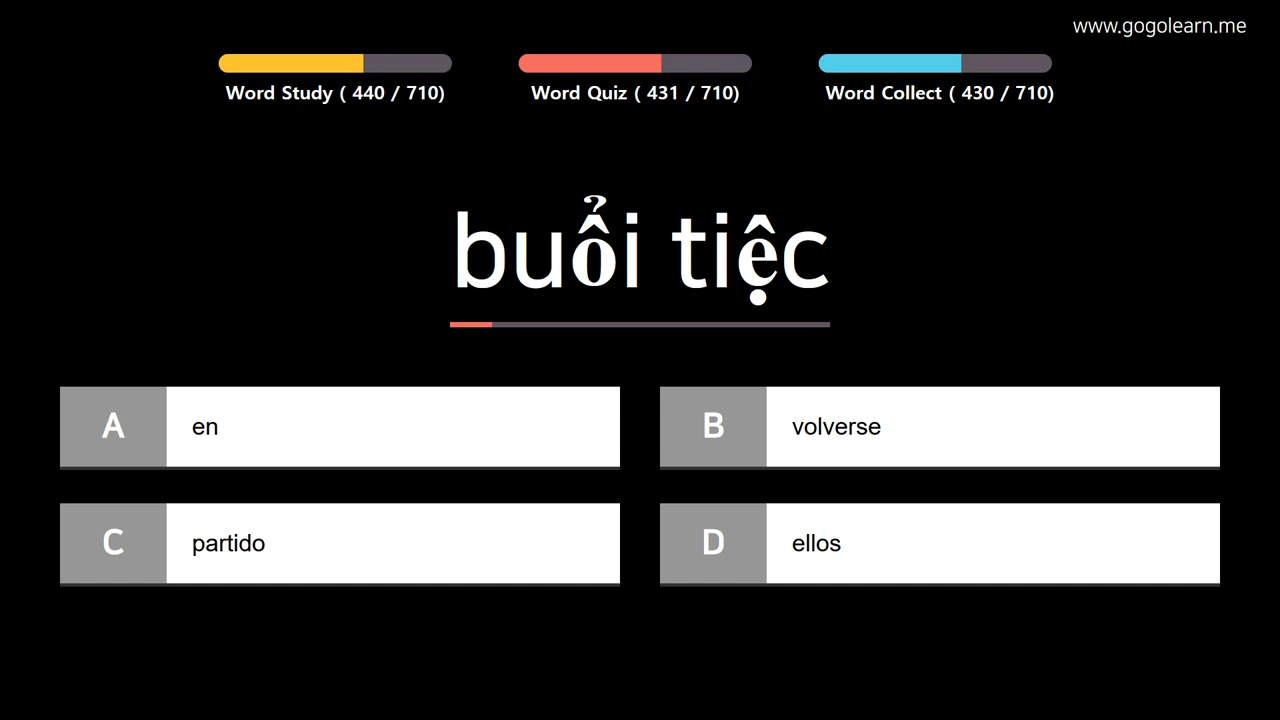 www.gogolearn.me
Word Study ( 440 / 710)
Word Quiz ( 431 / 710)
Word Collect ( 430 / 710)
buổi tiệc
A en
B volverse
C partido
D ellos